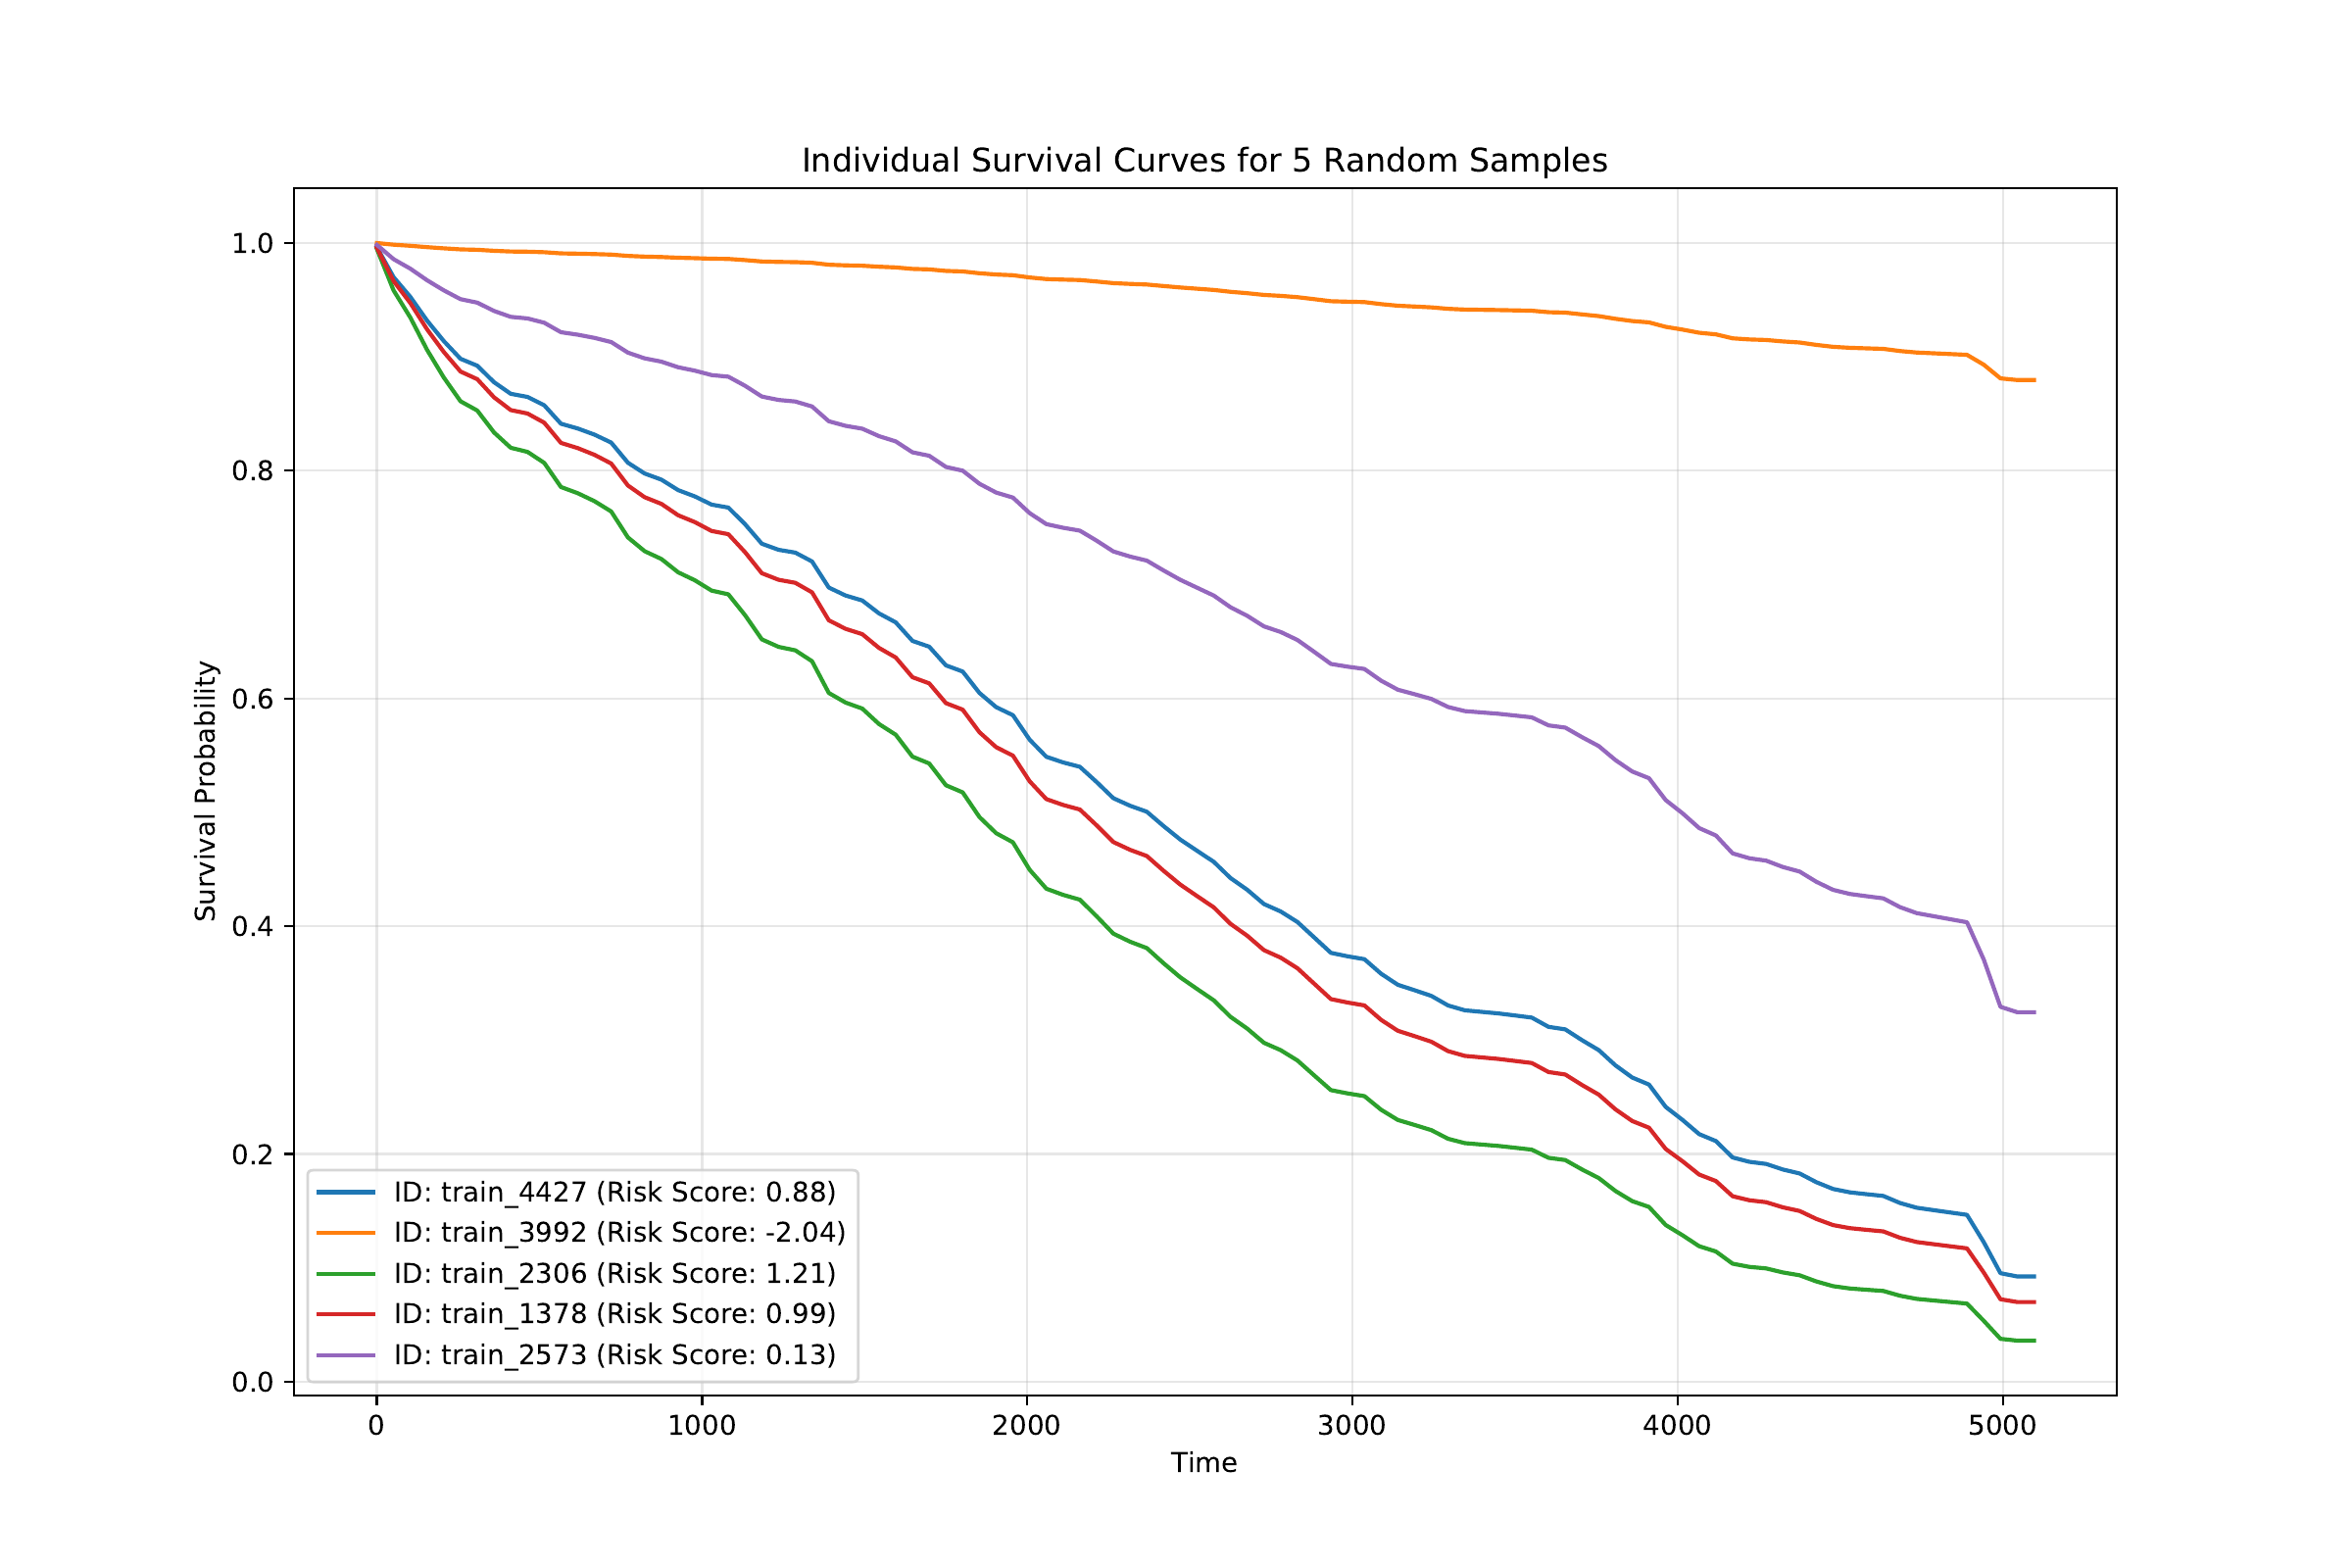 Individual Survival Curves for 5 Random Samples
Survival Probability
1.0
0.8
0.6
0.4
0.2
0.0
ID: train_4427 (Risk Score: 0.88)
ID: train_3992 (Risk Score: -2.04)
ID: train_2306 (Risk Score: 1.21)
ID: train_1378 (Risk Score: 0.99)
ID: train_2573 (Risk Score: 0.13)
0 1000 2000 3000 4000 5000
Time